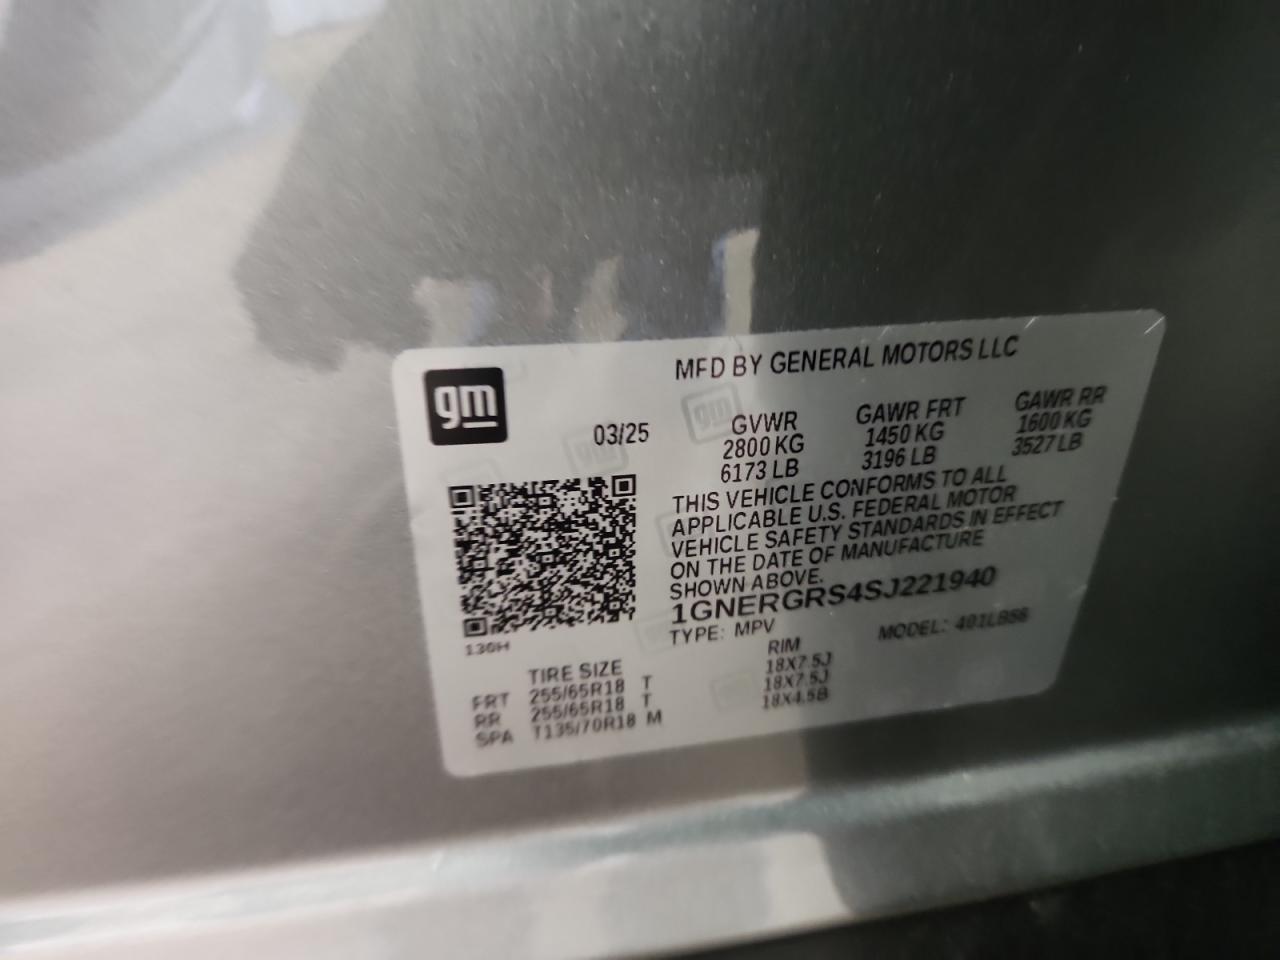 gm
MFD BY GENERAL MOTORS LLC
03/25
GVWR GAWR FRT GAWR RR
2800 KG 1450 KG 1600 KG
6173 LB 3196 LB 3527 LB
THIS VEHICLE CONFORMS TO ALL
APPLICABLE U.S. FEDERAL MOTOR
VEHICLE SAFETY STANDARDS IN EFFECT
ON THE DATE OF MANUFACTURE
SHOWN ABOVE.
1GNERGRS4SJ221940
TYPE: MPV MODEL:
130H
TIRE SIZE RIM
FRT 255/65R18 T 18X7.5J
RR 255/65R18 T 18X7.5J
SPA T135/70R18 M 18X4.5B